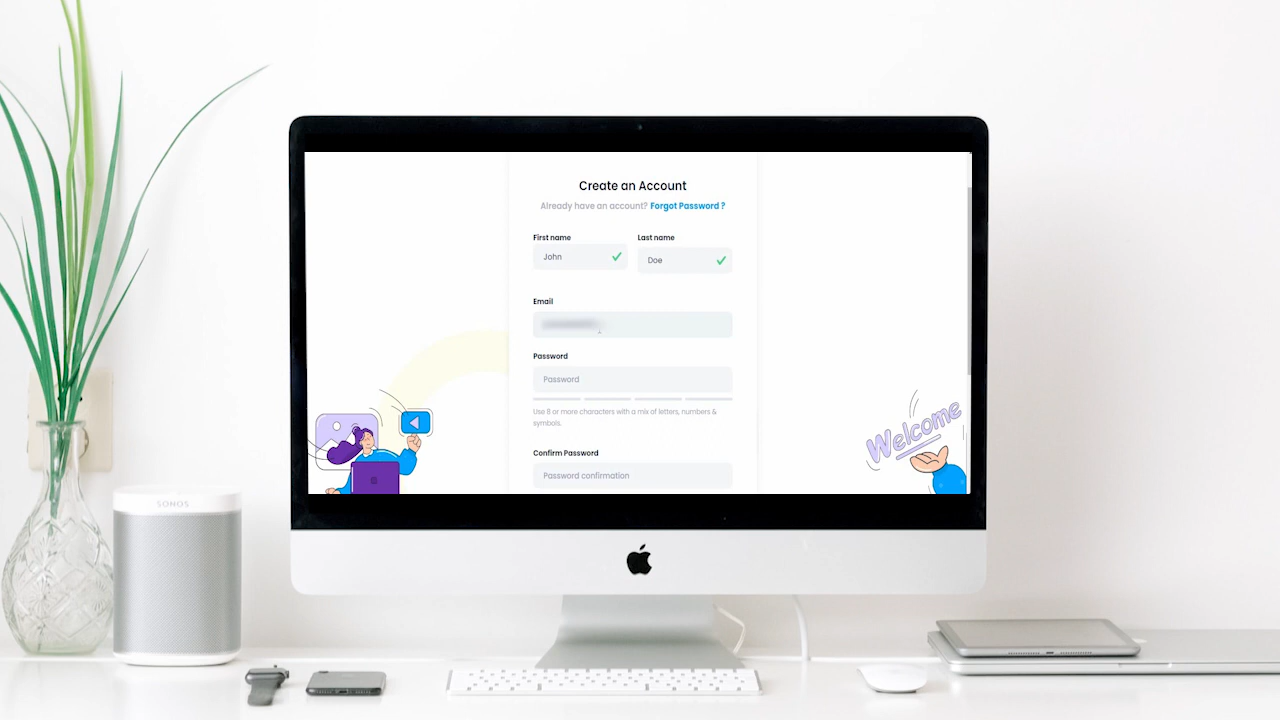 Create an Account
Already have an account? Forgot Password ?
First name
Last name
John
Doe
Email
Password
Password
Use 8 or more characters with a mix of letters, numbers &
symbols.
Confirm Password
Password confirmation
Welcome
SONOS